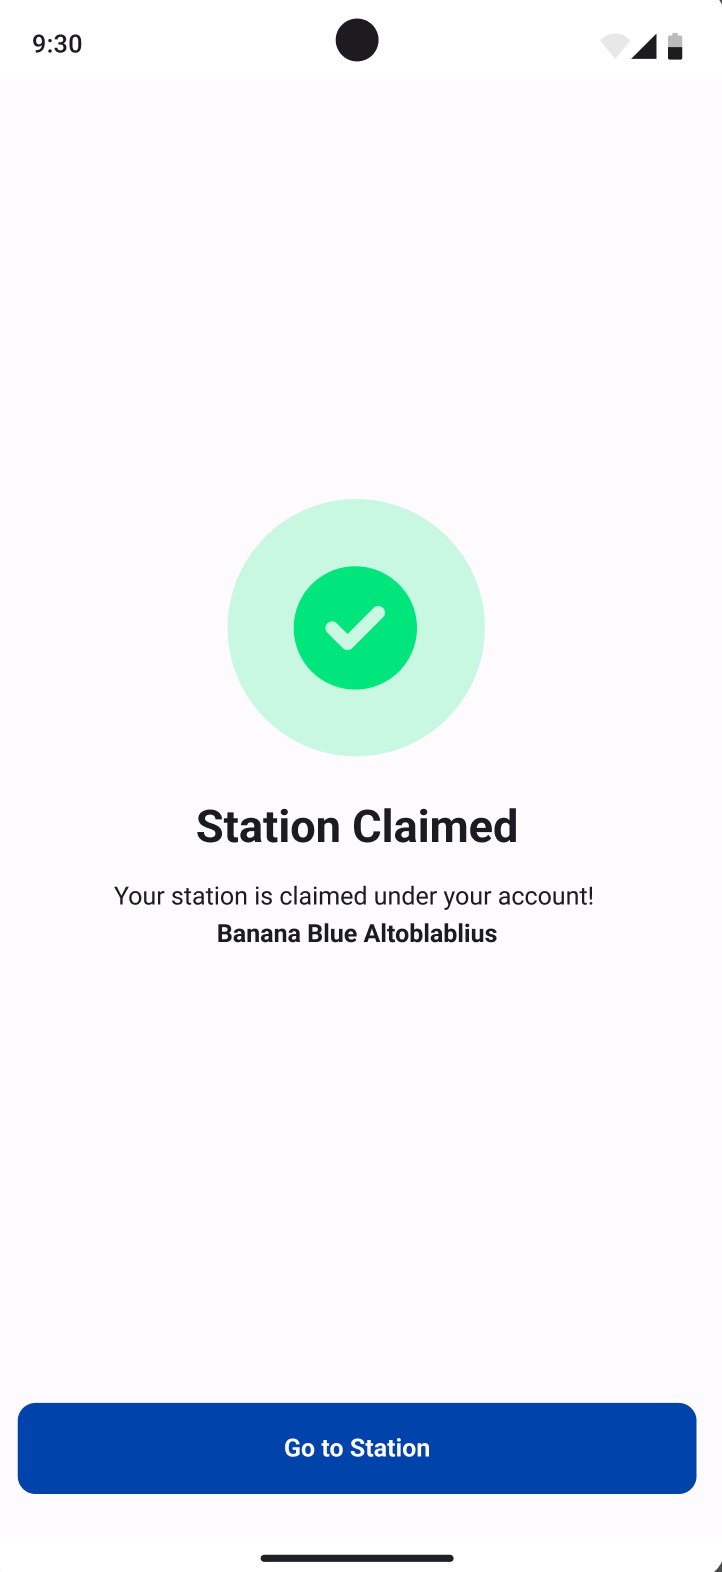 9:30
Station Claimed
Your station is claimed under your account!
Banana Blue Altoblablius
Go to Station